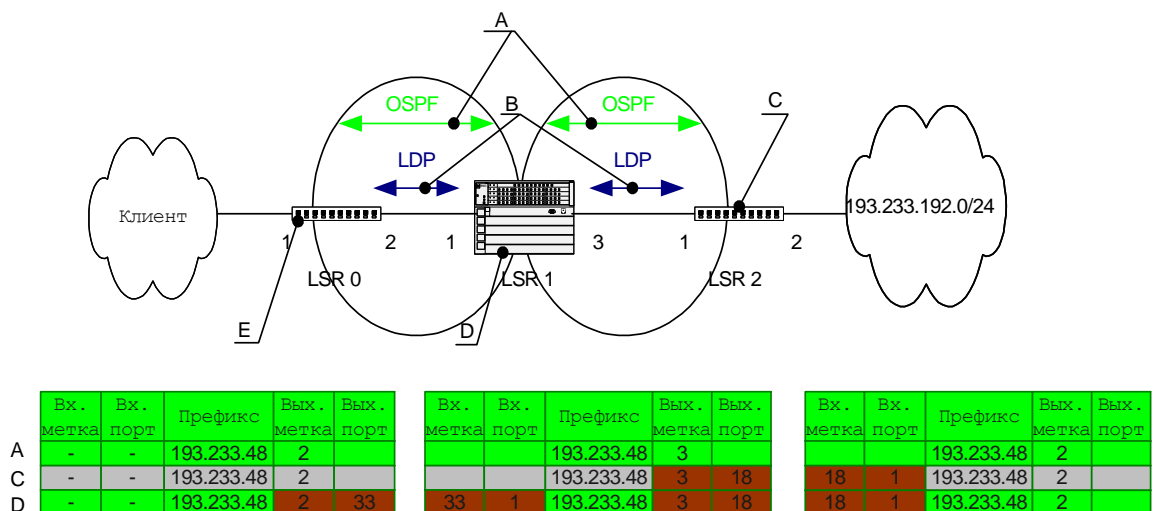 A
OSPF OSPF
B C
LDP LDP
Клиент 193.233.192.0/24
1 2 1 3 1 2
LSR 0 LSR 1 LSR 2
E D
Вх. метка Вх. порт Префикс Вых. метка Вых. порт Вх. метка Вх. порт Префикс Вых. метка Вых. порт Вх. метка Вх. порт Префикс Вых. метка Вых. порт
A - - 193.233.48 2 193.233.48 3 193.233.48 2
C - - 193.233.48 2 193.233.48 3 18 18 1 193.233.48 2
D - - 193.233.48 2 33 33 1 193.233.48 3 18 18 1 193.233.48 2